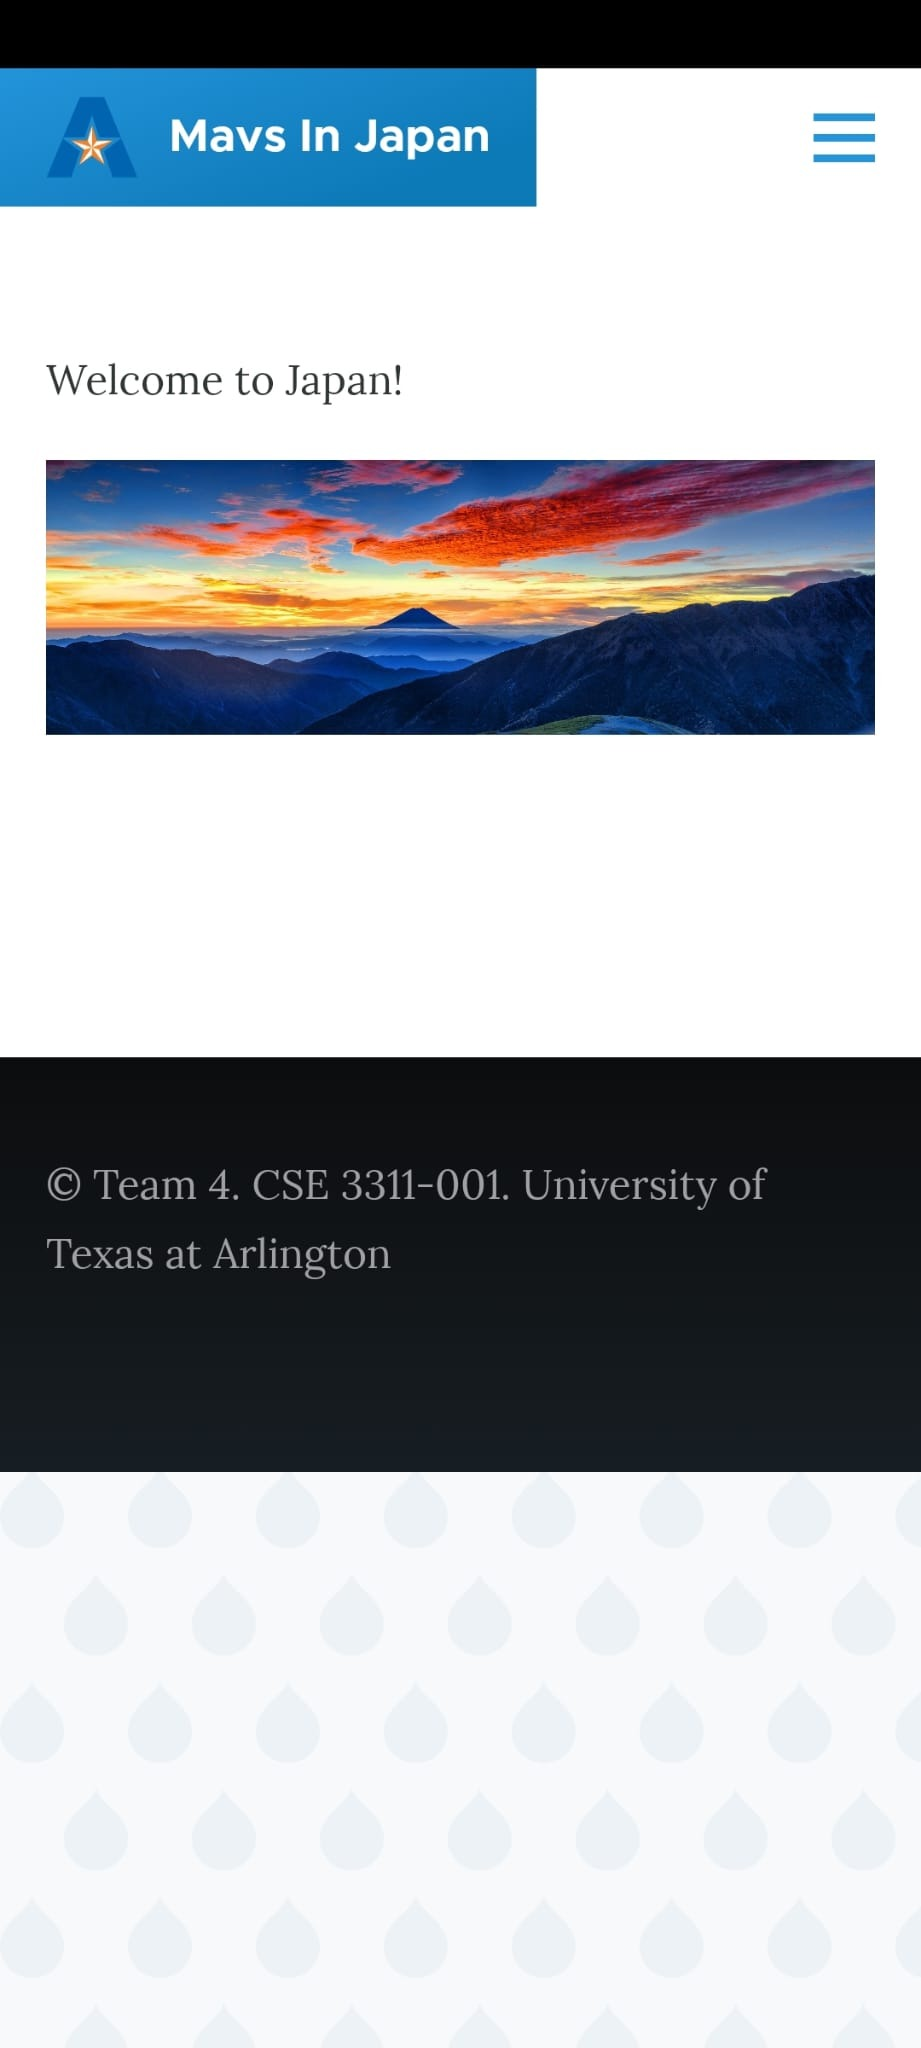 Mavs In Japan
Welcome to Japan!
© Team 4. CSE 3311-001. University of
Texas at Arlington